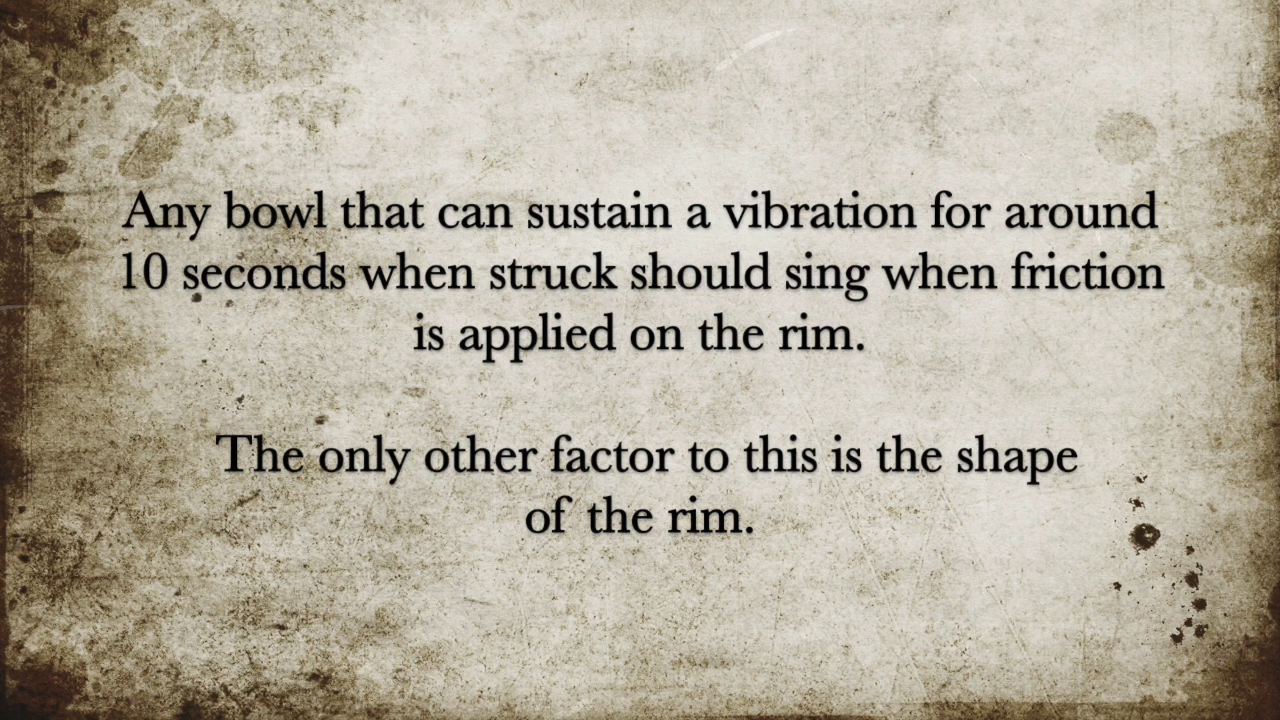 Any bowl that can sustain a vibration for around
10 seconds when struck should sing when friction
is applied on the rim.
The only other factor to this is the shape
of the rim.